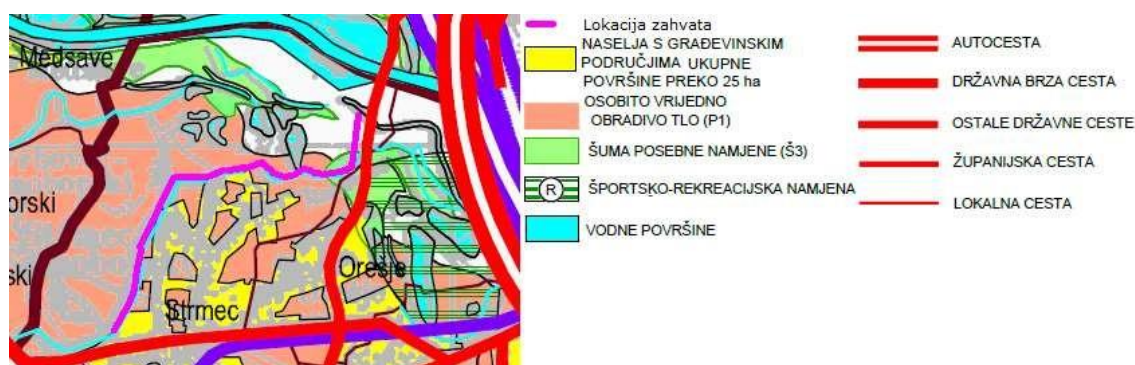 Medsave
orski
ski
Strmec
Orešje
Lokacija zahvata
NASELJA S GRAĐEVINSKIM
PODRUČJIMA UKUPNE
POVRŠINE PREKO 25 ha
OSOBITO VRIJEDNO
OBRADIVO TLO (P1)
ŠUMA POSEBNE NAMJENE (Š3)
R
ŠPORTSKO-REKREACIJSKA NAMJENA
VODNE POVRŠINE
AUTOCESTA
DRŽAVNA BRZA CESTA
OSTALE DRŽAVNE CESTE
ŽUPANIJSKA CESTA
LOKALNA CESTA